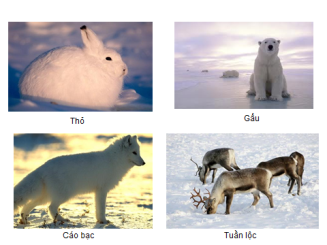 Thỏ
Gấu
Cáo bạc
Tuần lộc